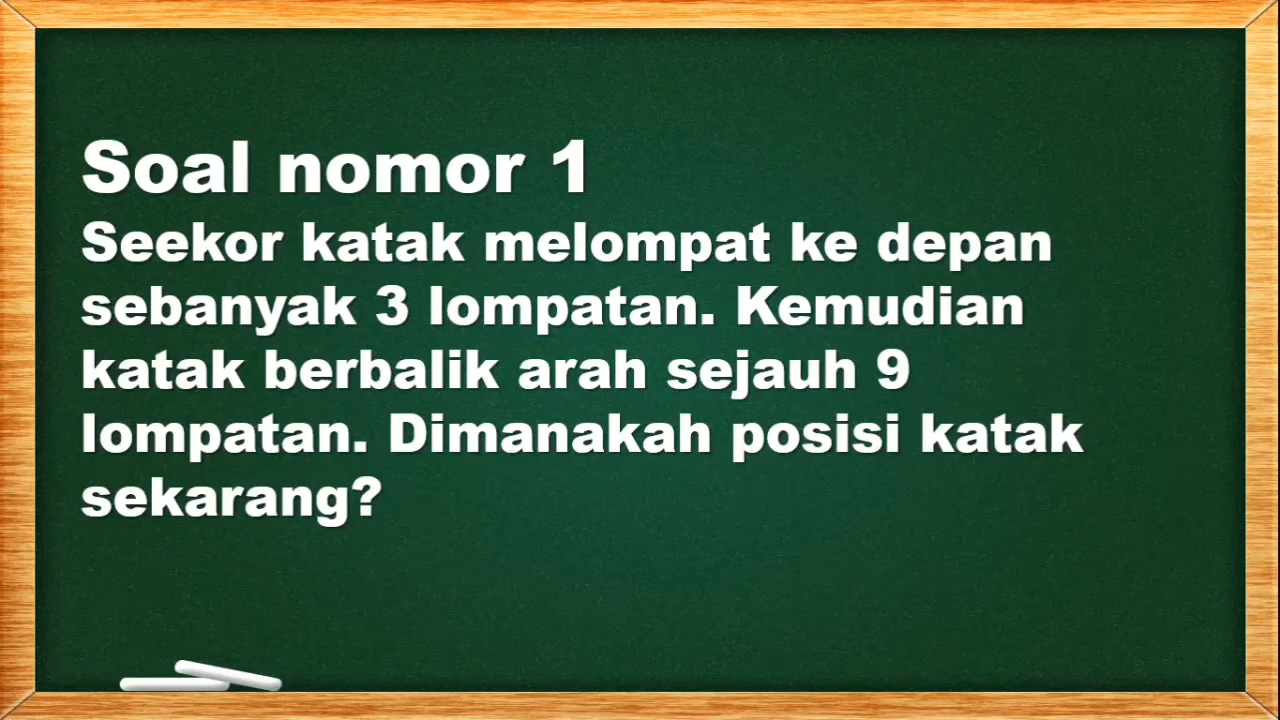 Soal nomor 1
Seekor katak melompat ke depan
sebanyak 3 lompatan. Kemudian
katak berbalik arah sejauh 9
lompatan. Dimanakah posisi katak
sekarang?